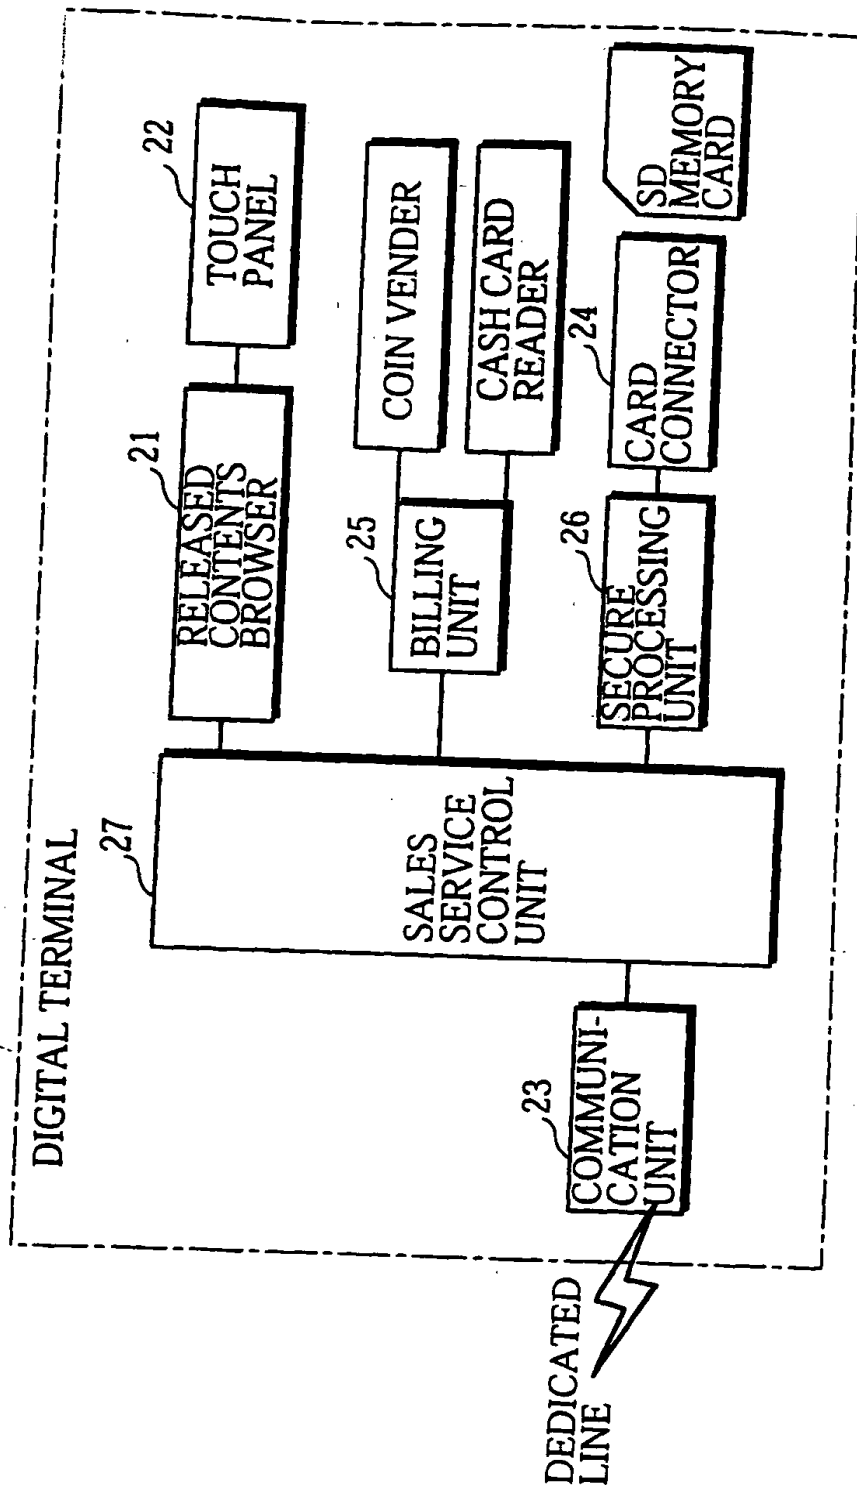 DIGITAL TERMINAL
27
SALES
SERVICE
CONTROL
UNIT
21
RELEASED
CONTENTS
BROWSER
22
TOUCH
PANEL
25
BILLING
UNIT
COIN VENDER
CASH CARD
READER
26
SECURE
PROCESSING
UNIT
24
CARD
CONNECTOR
SD
MEMORY
CARD
23
COMMUNI-
CATION
UNIT
DEDICATED
LINE